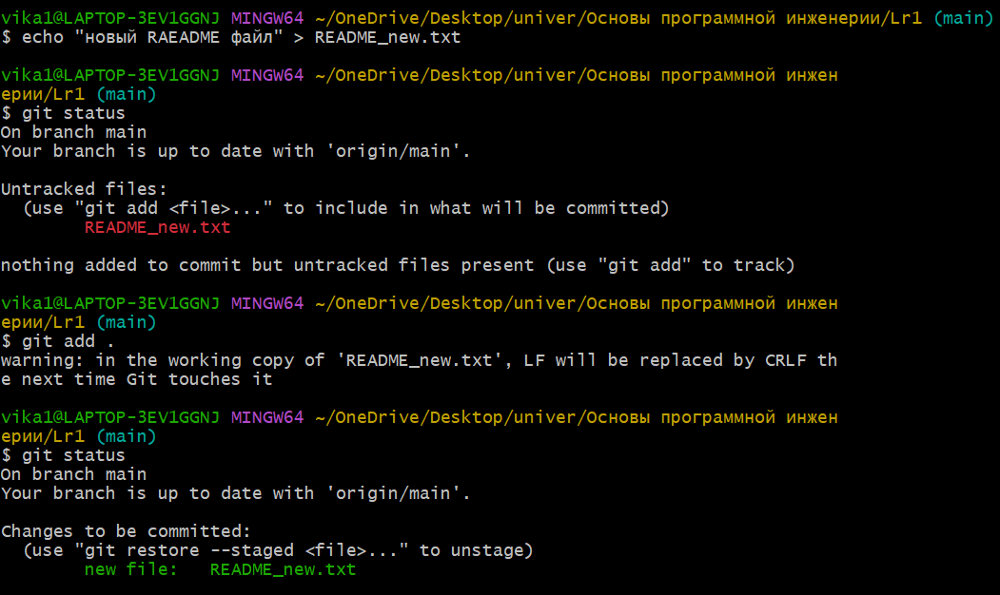 vika1@LAPTOP-3EV1GGNJ MINGW64 ~/OneDrive/Desktop/univer/Основы программной инженерии/Lr1 (main)
$ echo "новый RAEADME файл" > README_new.txt
vika1@LAPTOP-3EV1GGNJ MINGW64 ~/OneDrive/Desktop/univer/Основы программной инжен
ерии/Lr1 (main)
$ git status
On branch main
Your branch is up to date with 'origin/main'.
Untracked files:
  (use "git add <file>..." to include in what will be committed)
        README_new.txt
nothing added to commit but untracked files present (use "git add" to track)
vika1@LAPTOP-3EV1GGNJ MINGW64 ~/OneDrive/Desktop/univer/Основы программной инжен
ерии/Lr1 (main)
$ git add .
warning: in the working copy of 'README_new.txt', LF will be replaced by CRLF th
e next time Git touches it
vika1@LAPTOP-3EV1GGNJ MINGW64 ~/OneDrive/Desktop/univer/Основы программной инжен
ерии/Lr1 (main)
$ git status
On branch main
Your branch is up to date with 'origin/main'.
Changes to be committed:
  (use "git restore --staged <file>..." to unstage)
        new file:   README_new.txt